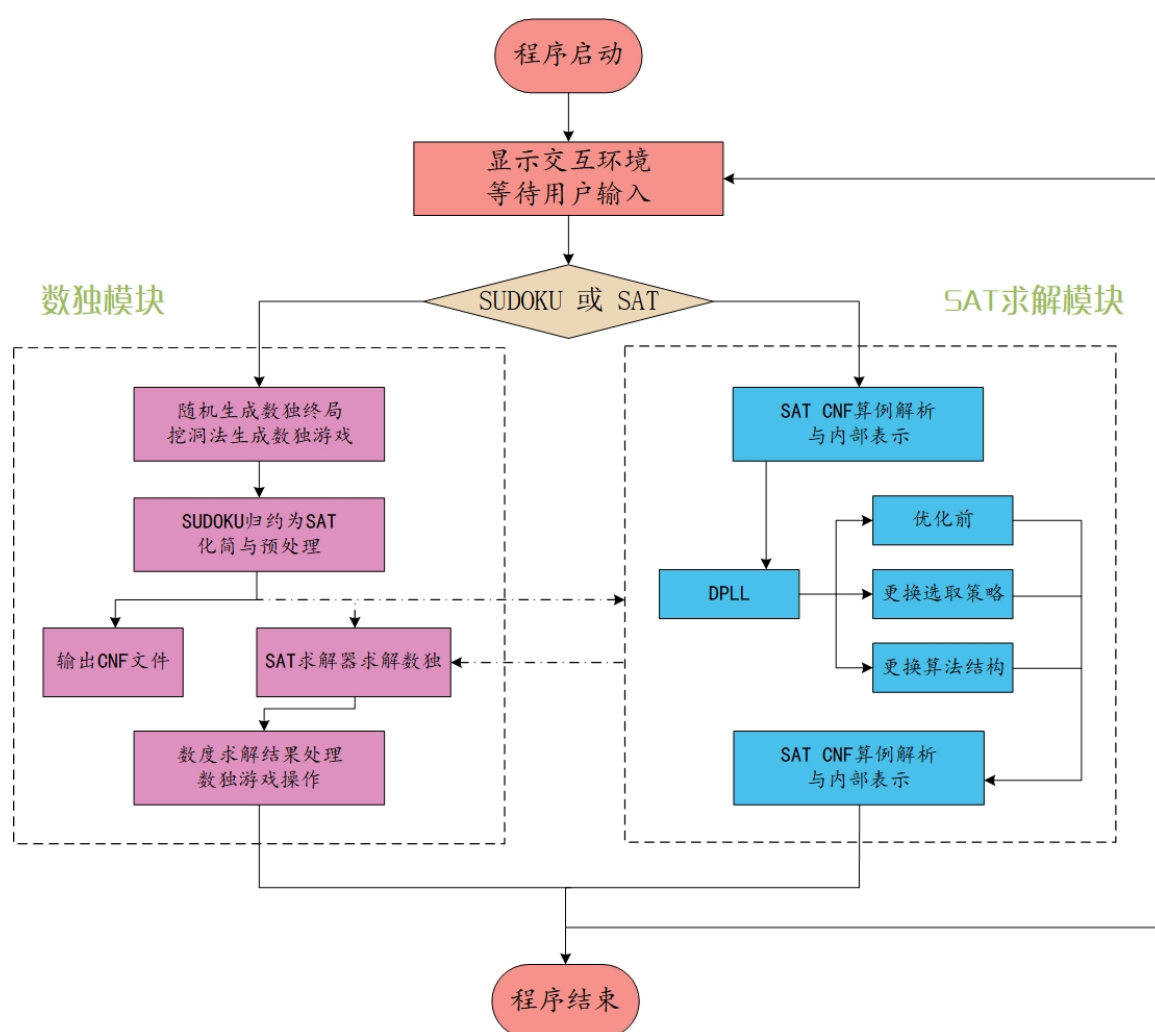 程序启动
显示交互环境
等待用户输入
SUDOKU 或 SAT
数独模块
SAT求解模块
随机生成数独终局
挖洞法生成数独游戏
SUDOKU归约为SAT
化简与预处理
输出CNF文件
SAT求解器求解数独
数度求解结果处理
数独游戏操作
SAT CNF算例解析
与内部表示
DPLL
优化前
更换选取策略
更换算法结构
SAT CNF算例解析
与内部表示
程序结束